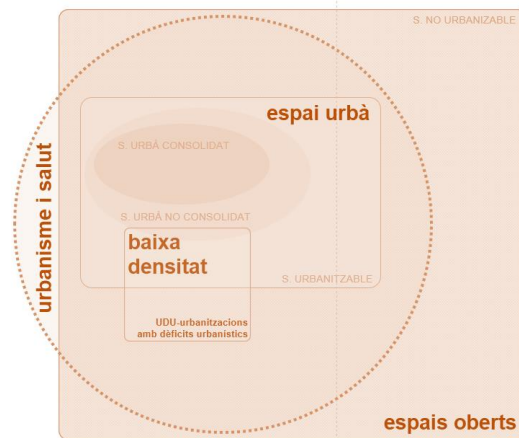 S. NO URBANIZABLE
espai urbà
S. URBÀ CONSOLIDAT
urbanisme i salut
S. URBÀ NO CONSOLIDAT
baixa
densitat
S. URBANITZABLE
UDU-urbanitzacions
amb dèficits urbanístics
espais oberts